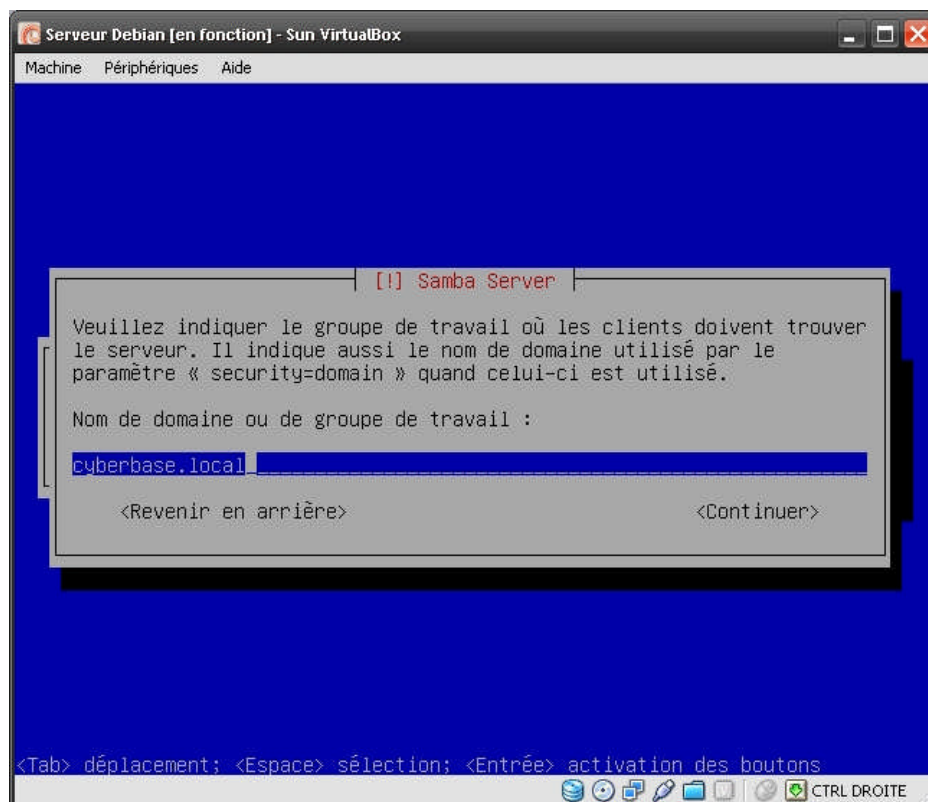 Serveur Debian [en fonction] - Sun VirtualBox
Machine Périphériques Aide
[!] Samba Server
Veuillez indiquer le groupe de travail où les clients doivent trouver
le serveur. Il indique aussi le nom de domaine utilisé par le
paramètre « security=domain » quand celui-ci est utilisé.
Nom de domaine ou de groupe de travail :
cyberbase.local
<Revenir en arrière> <Continuer>
<Tab> déplacement; <Espace> sélection; <Entrée> activation des boutons
CTRL DROITE